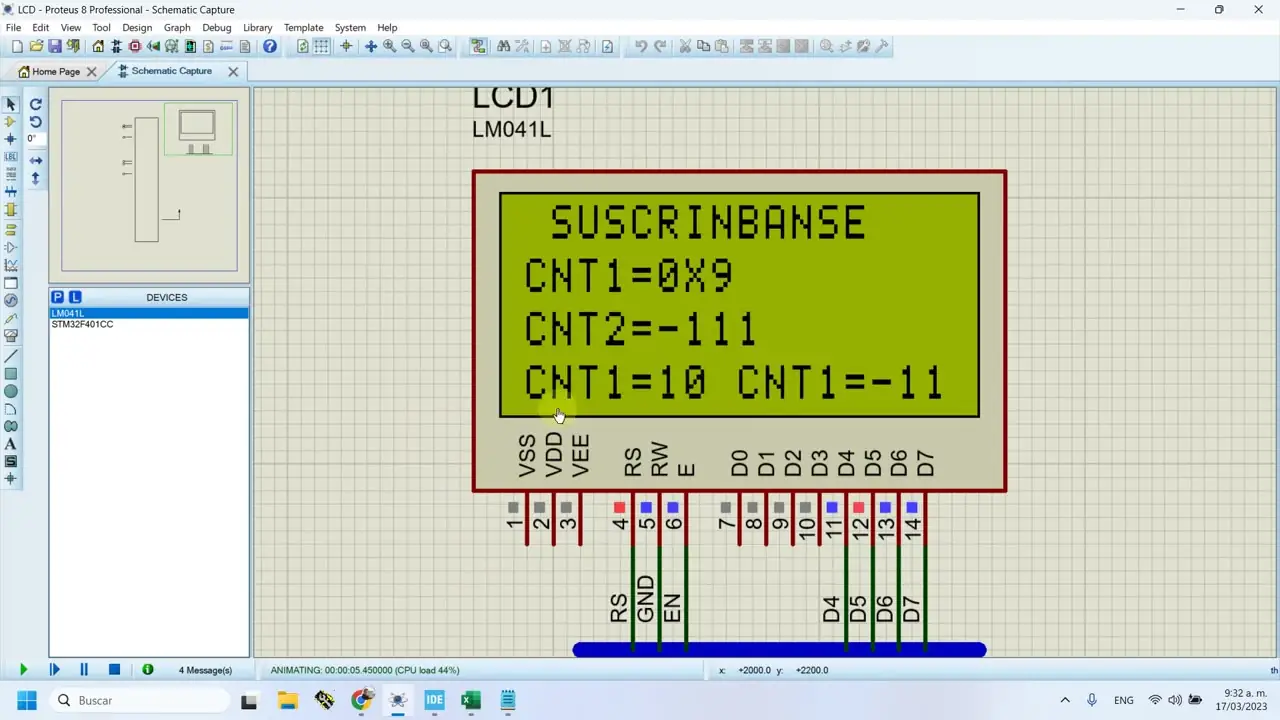 LCD - Proteus 8 Professional - Schematic Capture
File Edit View Tool Design Graph Debug Library Template System Help
Home Page Schematic Capture
0°
LBL
A
P L DEVICES
LM041L
STM32F401CC
LCD1
LM041L
SUSCRINBANSE
CNT1=0X9
CNT2=-111
CNT1=10 CNT1=-11
VSS VDD VEE RS RW E D0 D1 D2 D3 D4 D5 D6 D7
1 2 3 4 5 6 7 8 9 10 11 12 13 14
RS GND EN D4 D5 D6 D7
4 Message(s) ANIMATING: 00:00:05.450000 (CPU load 44%) x: +2000.0 y: +2200.0 th
Buscar IDE ENG 9:32 a. m.
17/03/2023